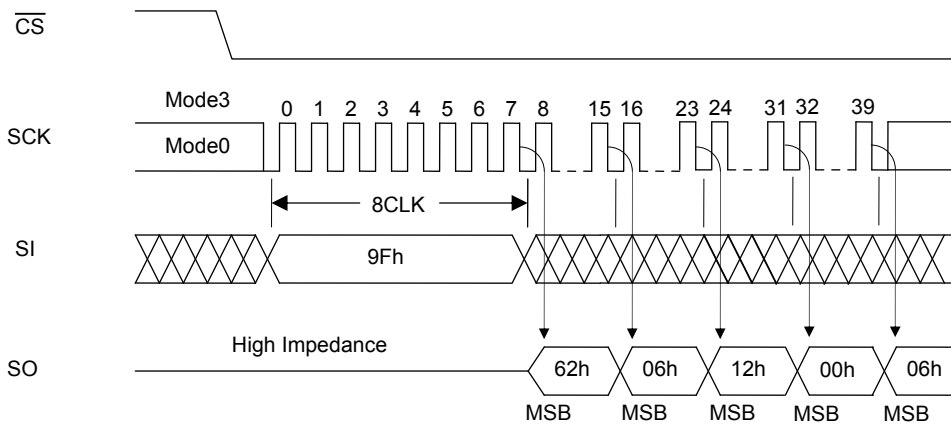 CS
Mode3
0 1 2 3 4 5 6 7 8 15 16 23 24 31 32 39
SCK
Mode0
8CLK
SI
9Fh
High Impedance
SO
62h 06h 12h 00h 06h
MSB MSB MSB MSB MSB